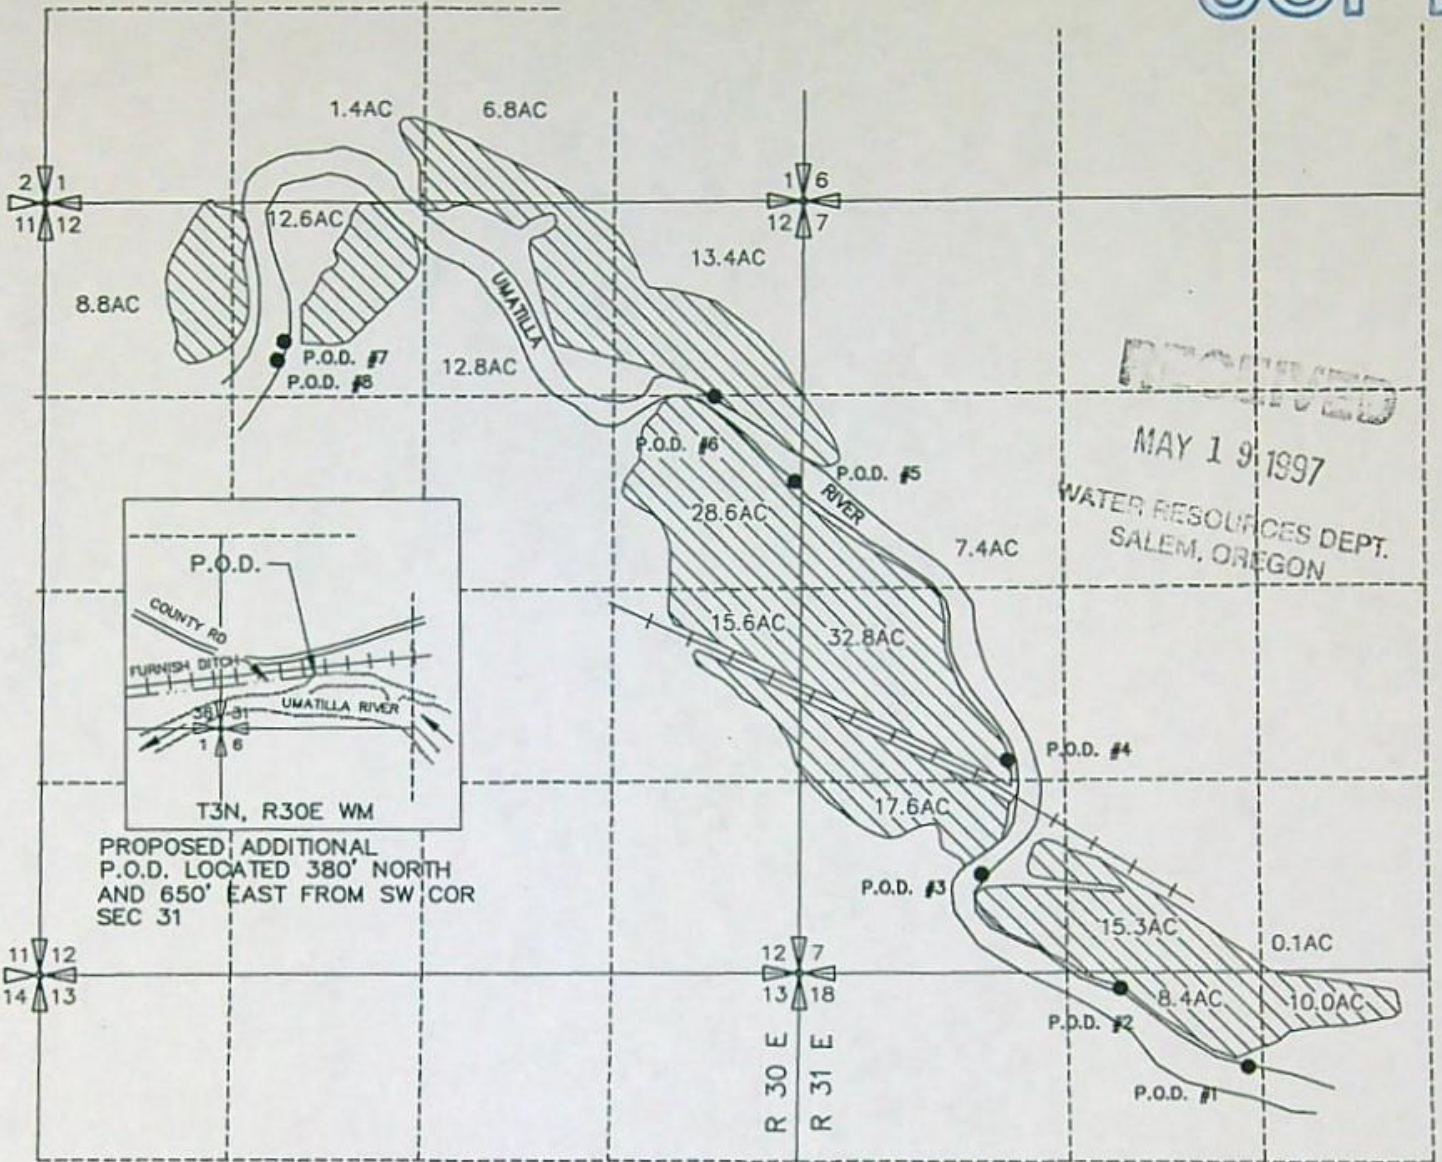 1.4AC
6.8AC
2 1
11 12
1 6
12 7
12.6AC
13.4AC
8.8AC
UMATILLA
P.O.D. #7
P.O.D. #8
12.8AC
RECEIVED
MAY 19 1997
WATER RESOURCES DEPT.
SALEM, OREGON
P.O.D. #6
P.O.D. #5
RIVER
28.6AC
7.4AC
P.O.D.
COUNTY RD
FURNISH DITCH
UMATILLA RIVER
36 31
1 6
T3N, R30E WM
15.6AC
32.8AC
P.O.D. #4
17.6AC
PROPOSED ADDITIONAL
P.O.D. LOCATED 380' NORTH
AND 650' EAST FROM SW COR
SEC 31
P.O.D. #3
15.3AC
0.1AC
11 12
14 13
12 7
13 18
8.4AC
10.0AC
P.O.D. #2
P.O.D. #1
R 30 E
R 31 E